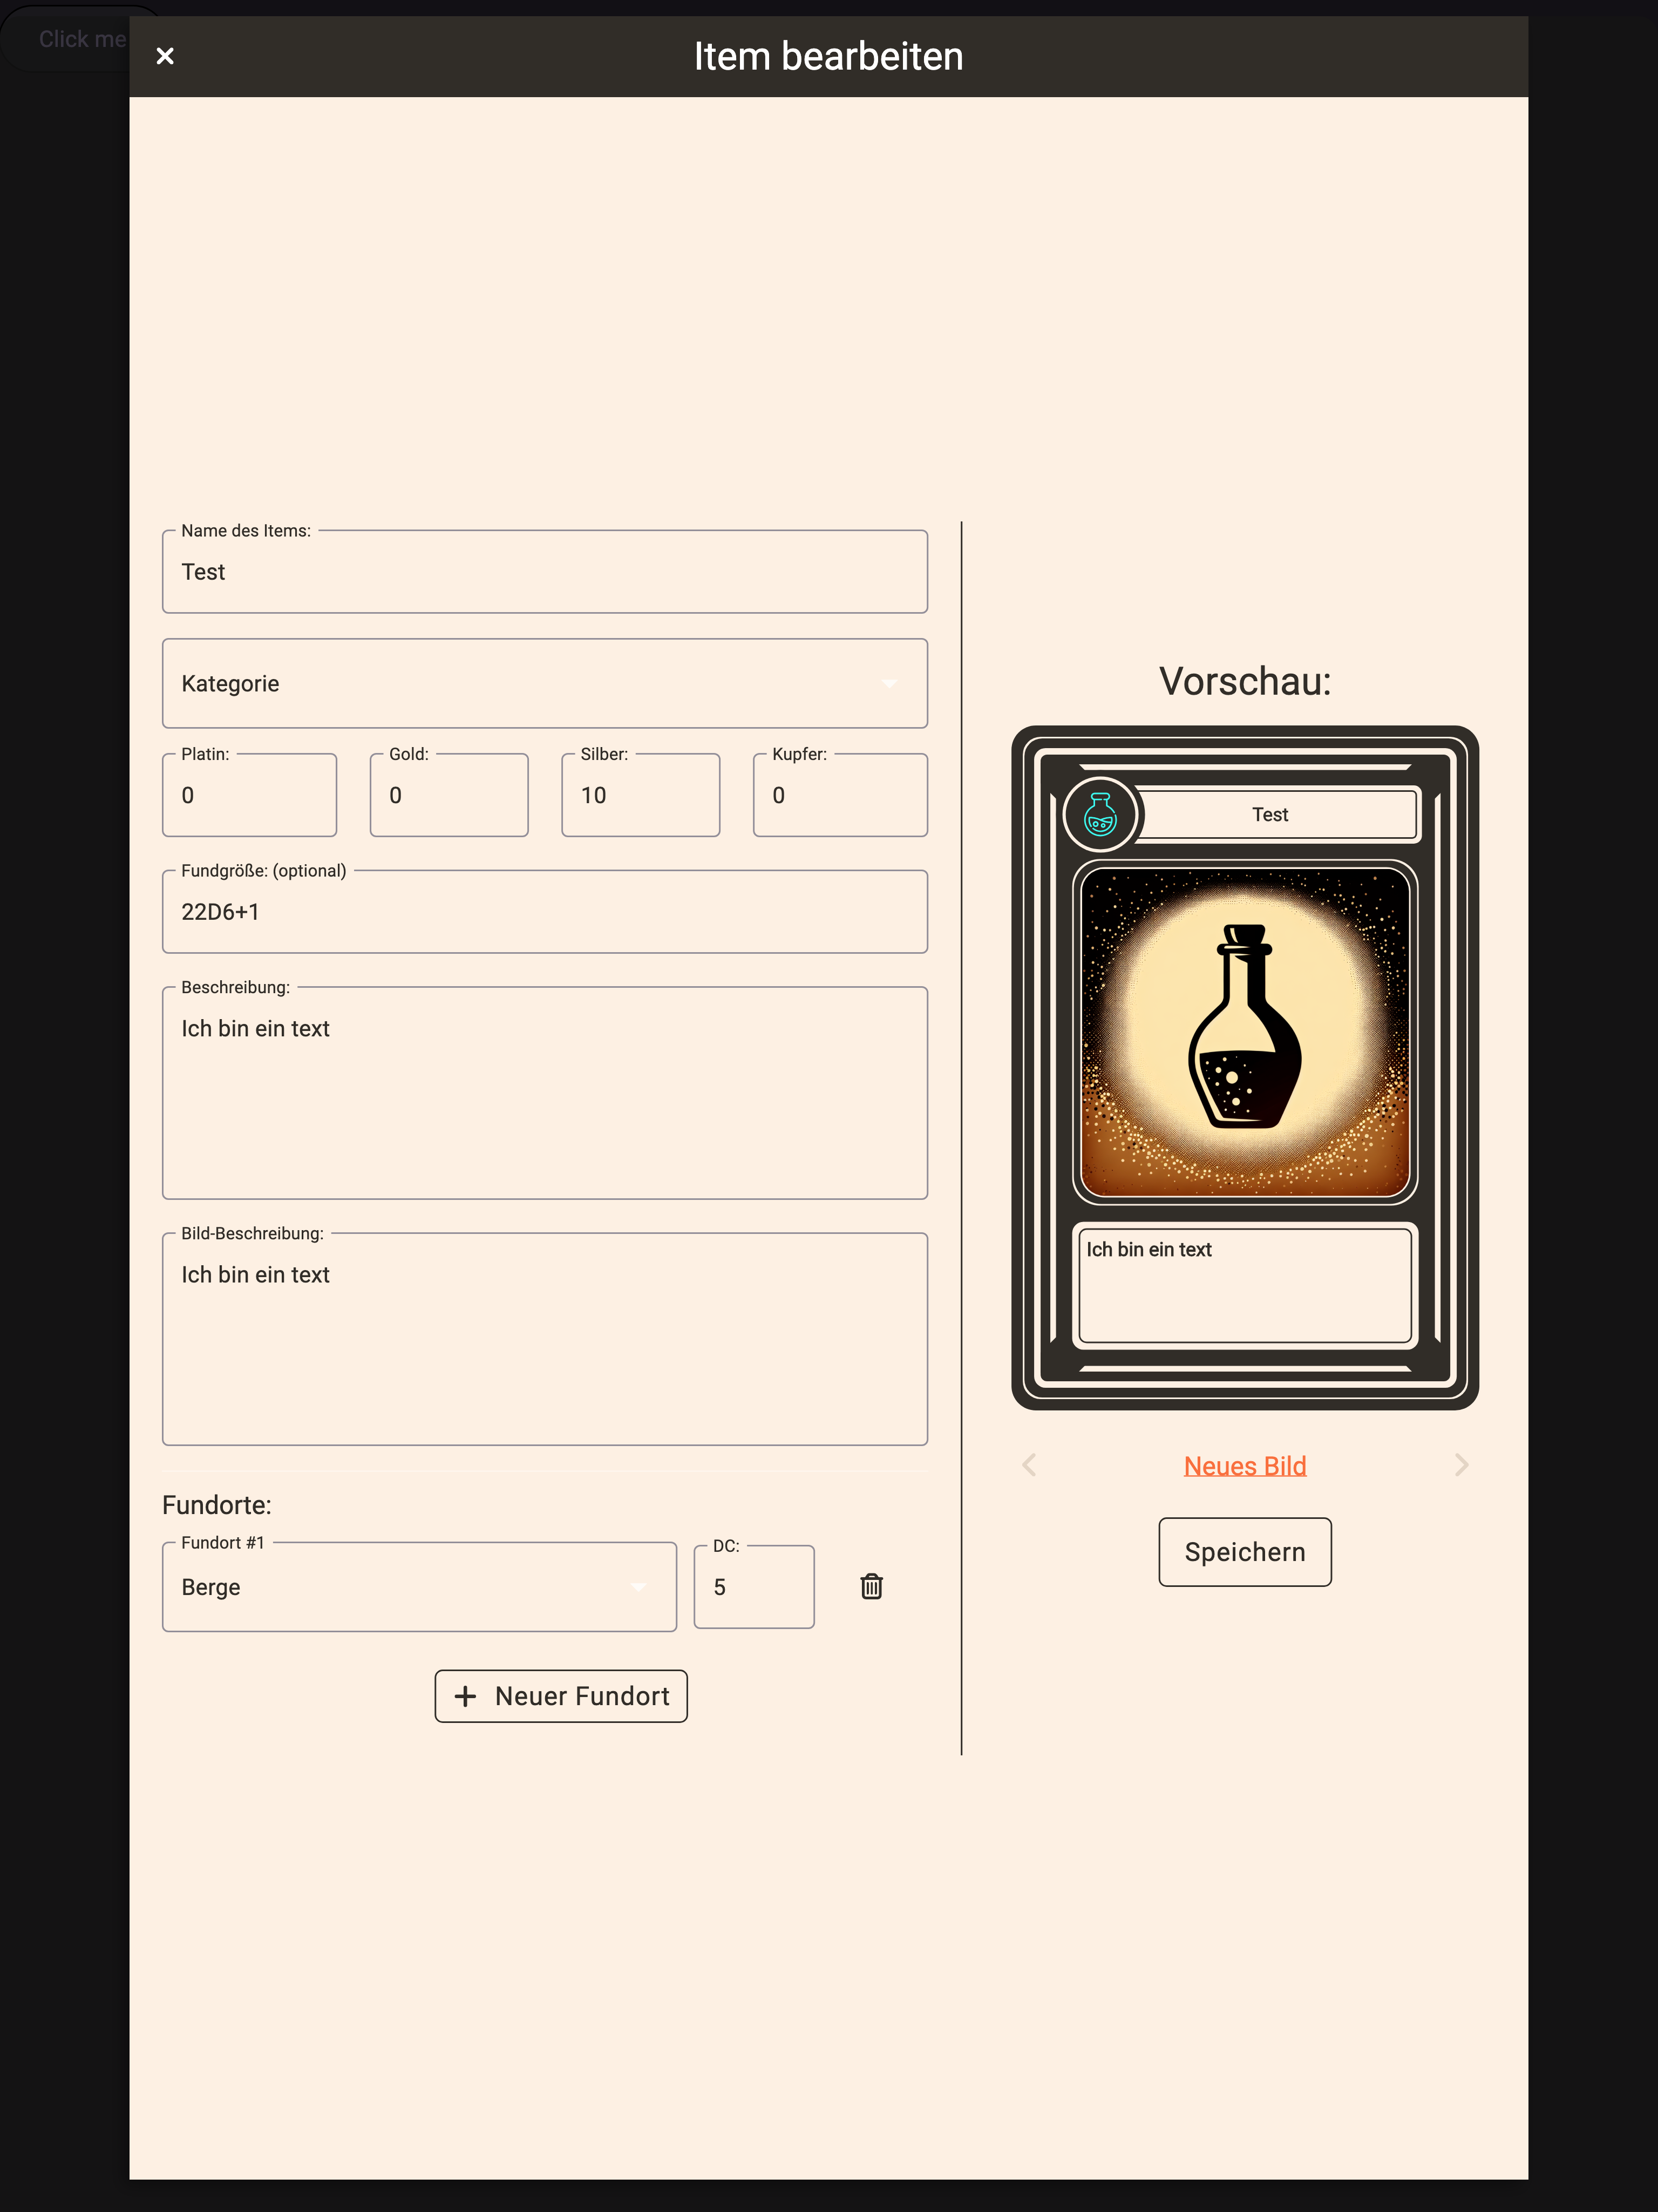 Click me
Item bearbeiten
Name des Items:
Test
Kategorie
Platin:
0
Gold:
0
Silber:
10
Kupfer:
0
Fundgröße: (optional)
22D6+1
Beschreibung:
Ich bin ein text
Bild-Beschreibung:
Ich bin ein text
Fundorte:
Fundort #1
Berge
DC:
5
Neuer Fundort
Vorschau:
Test
Ich bin ein text
Neues Bild
Speichern